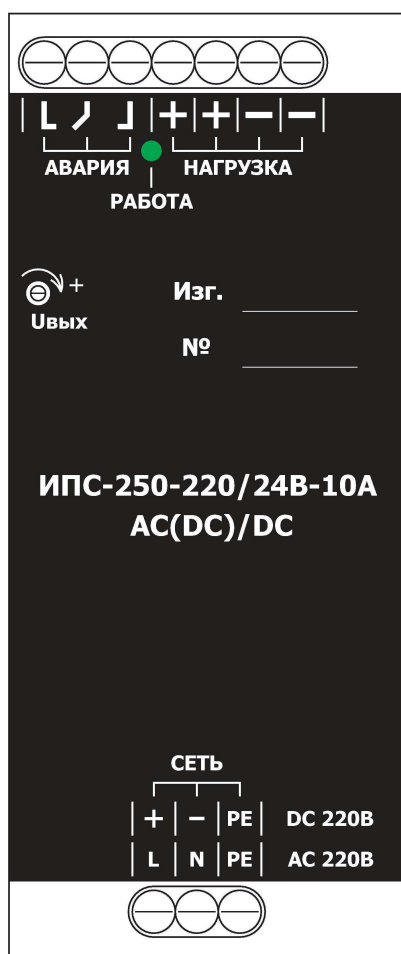 + + − −
АВАРИЯ НАГРУЗКА
РАБОТА
+
Uвых
Изг.
№
ИПС-250-220/24В-10А
AC(DC)/DC
СЕТЬ
+ − PE DC 220В
L N PE AC 220В